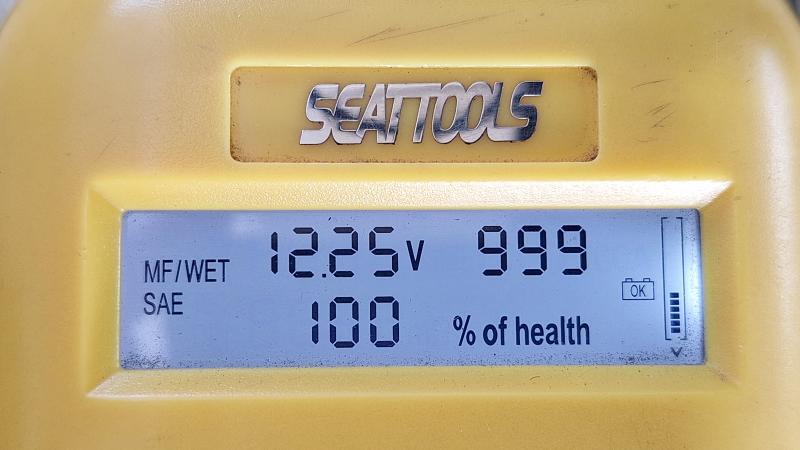 SEATTOOLS
MF/WET 12.25V 999
SAE 100 % of health
OK